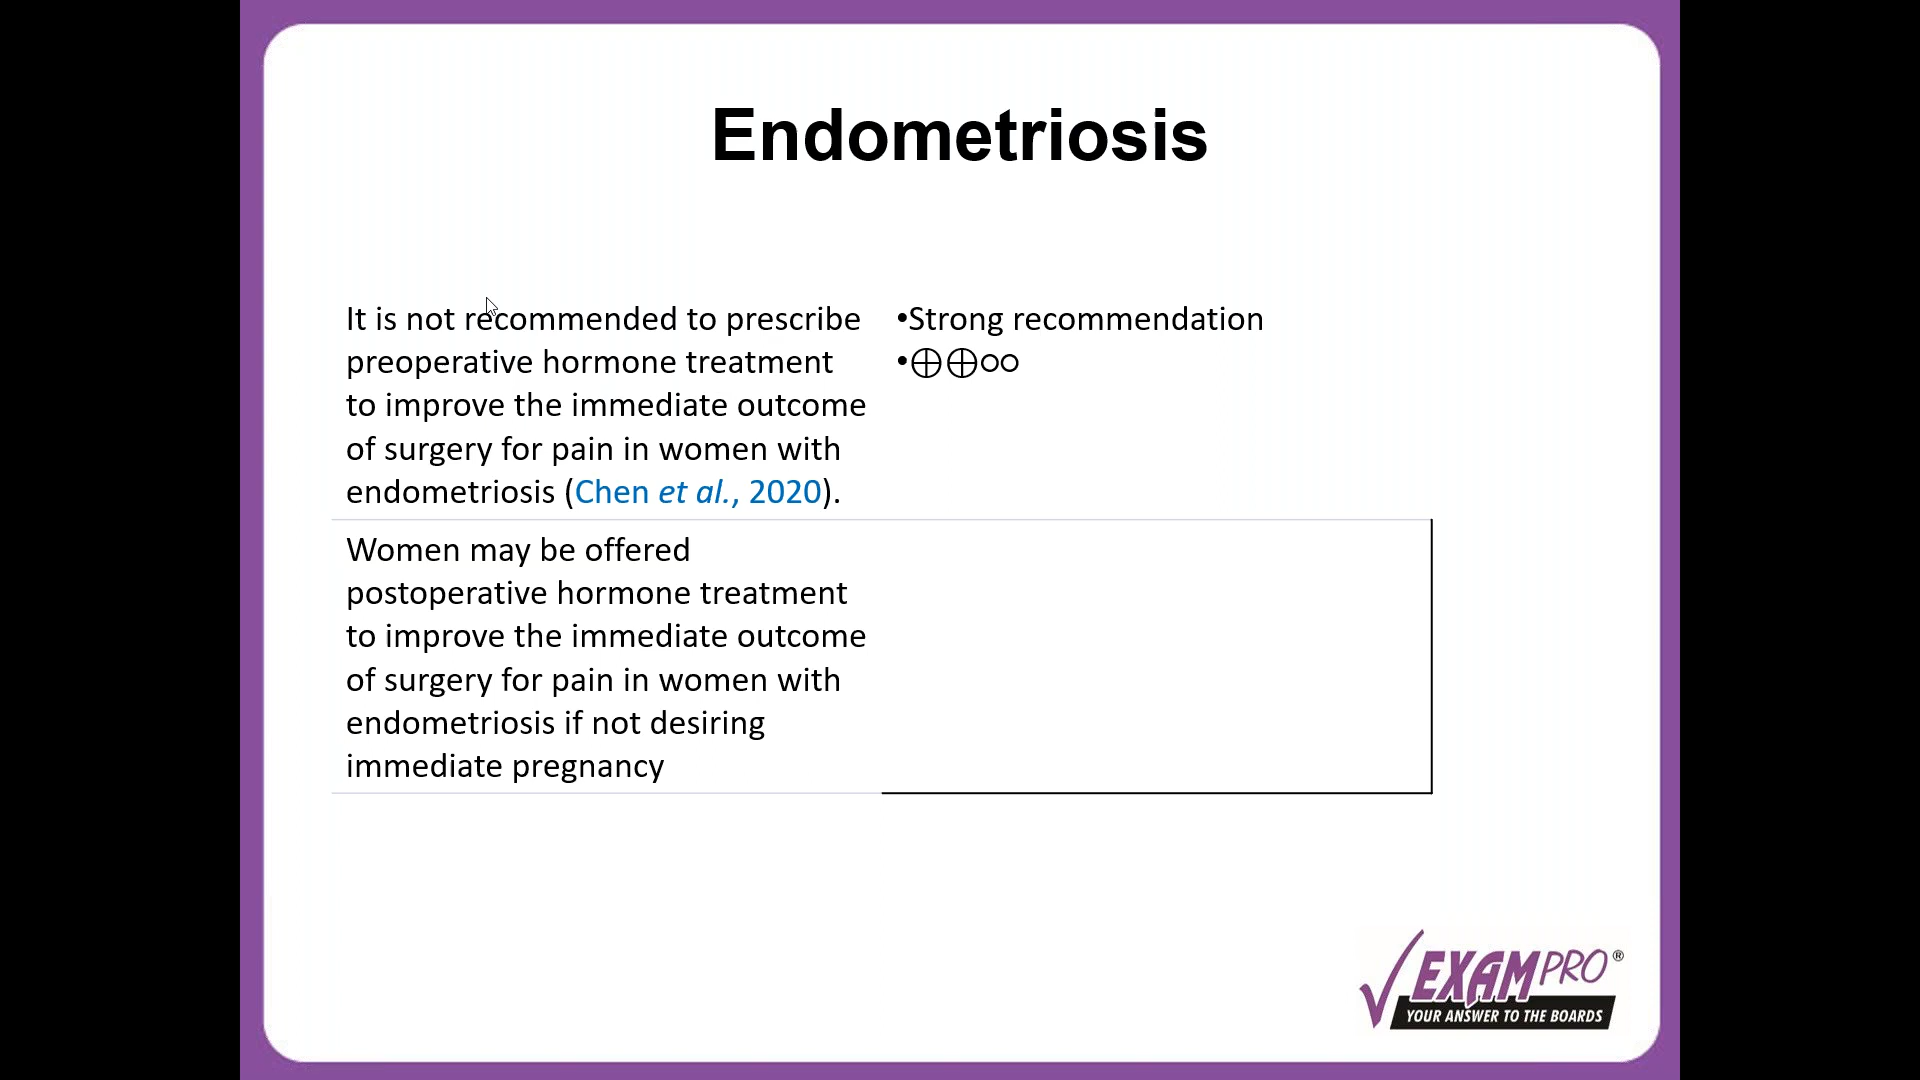 Endometriosis
It is not recommended to prescribe
preoperative hormone treatment
to improve the immediate outcome
of surgery for pain in women with
endometriosis (Chen et al., 2020).
•Strong recommendation
•⨁⨁○○
Women may be offered
postoperative hormone treatment
to improve the immediate outcome
of surgery for pain in women with
endometriosis if not desiring
immediate pregnancy
EXAMPRO®
YOUR ANSWER TO THE BOARDS